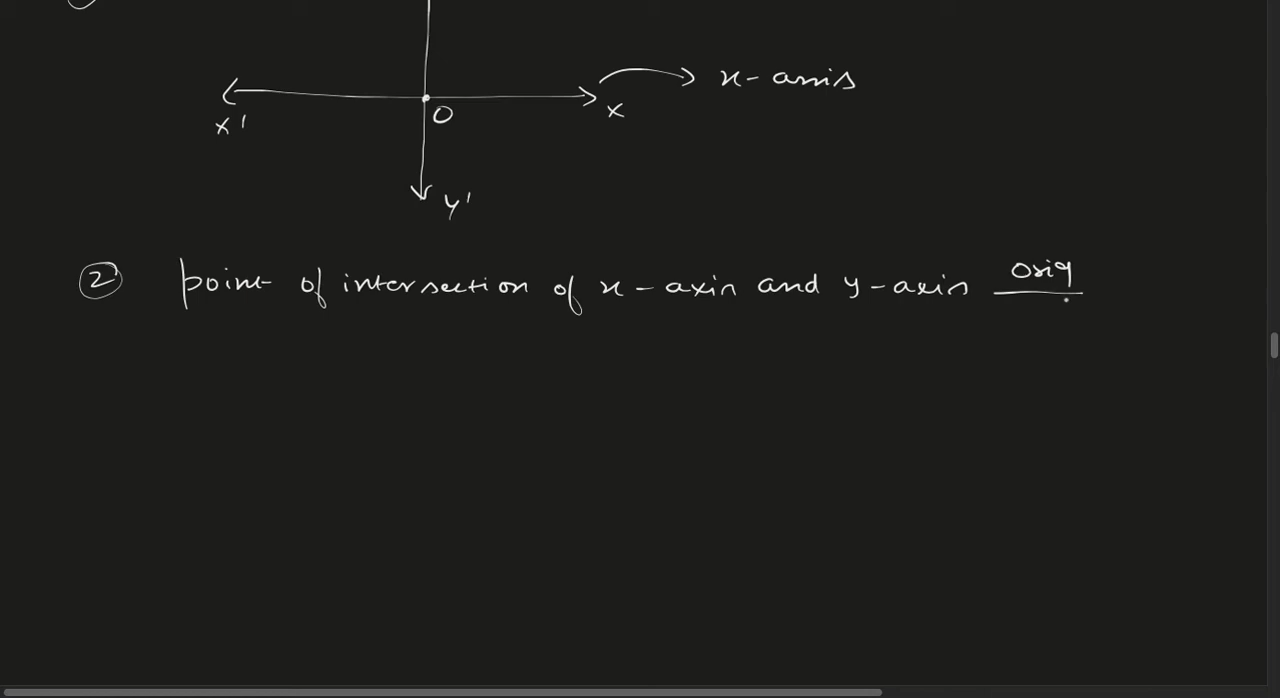 x-axis
X'
O
X
y'
② point of intersection of x-axis and y-axis orig